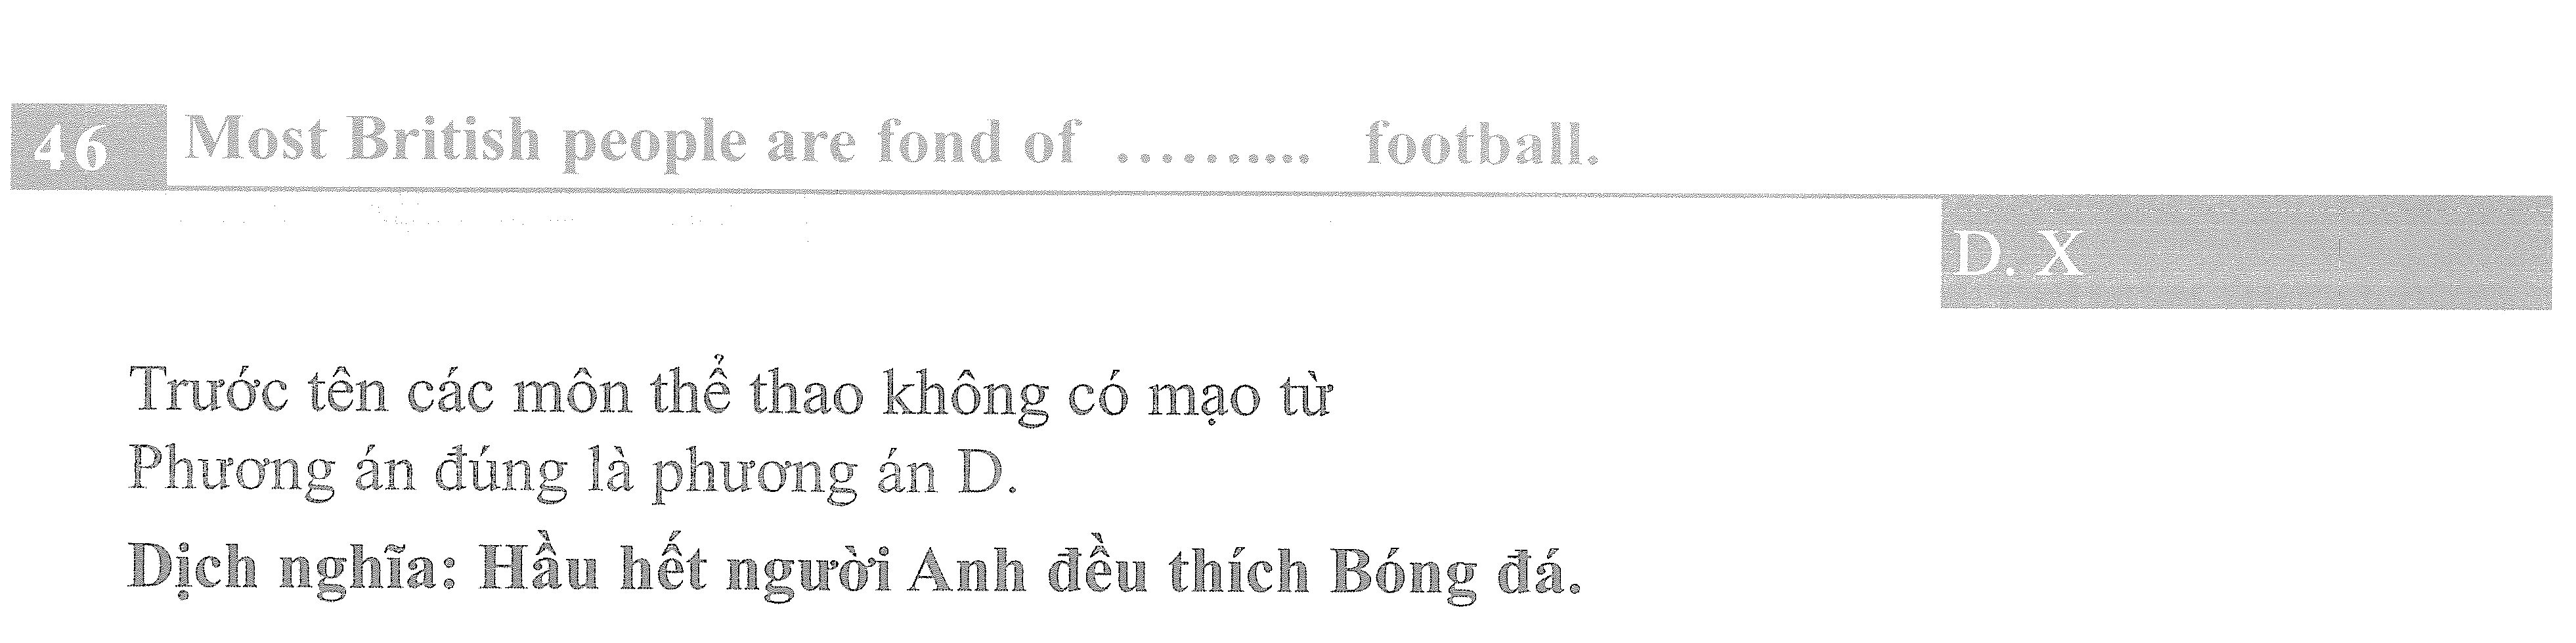 46 Most British people are fond of .......... football.
D. X
Trước tên các môn thể thao không có mạo từ
Phương án đúng là phương án D.
Dịch nghĩa: Hầu hết người Anh đều thích Bóng đá.